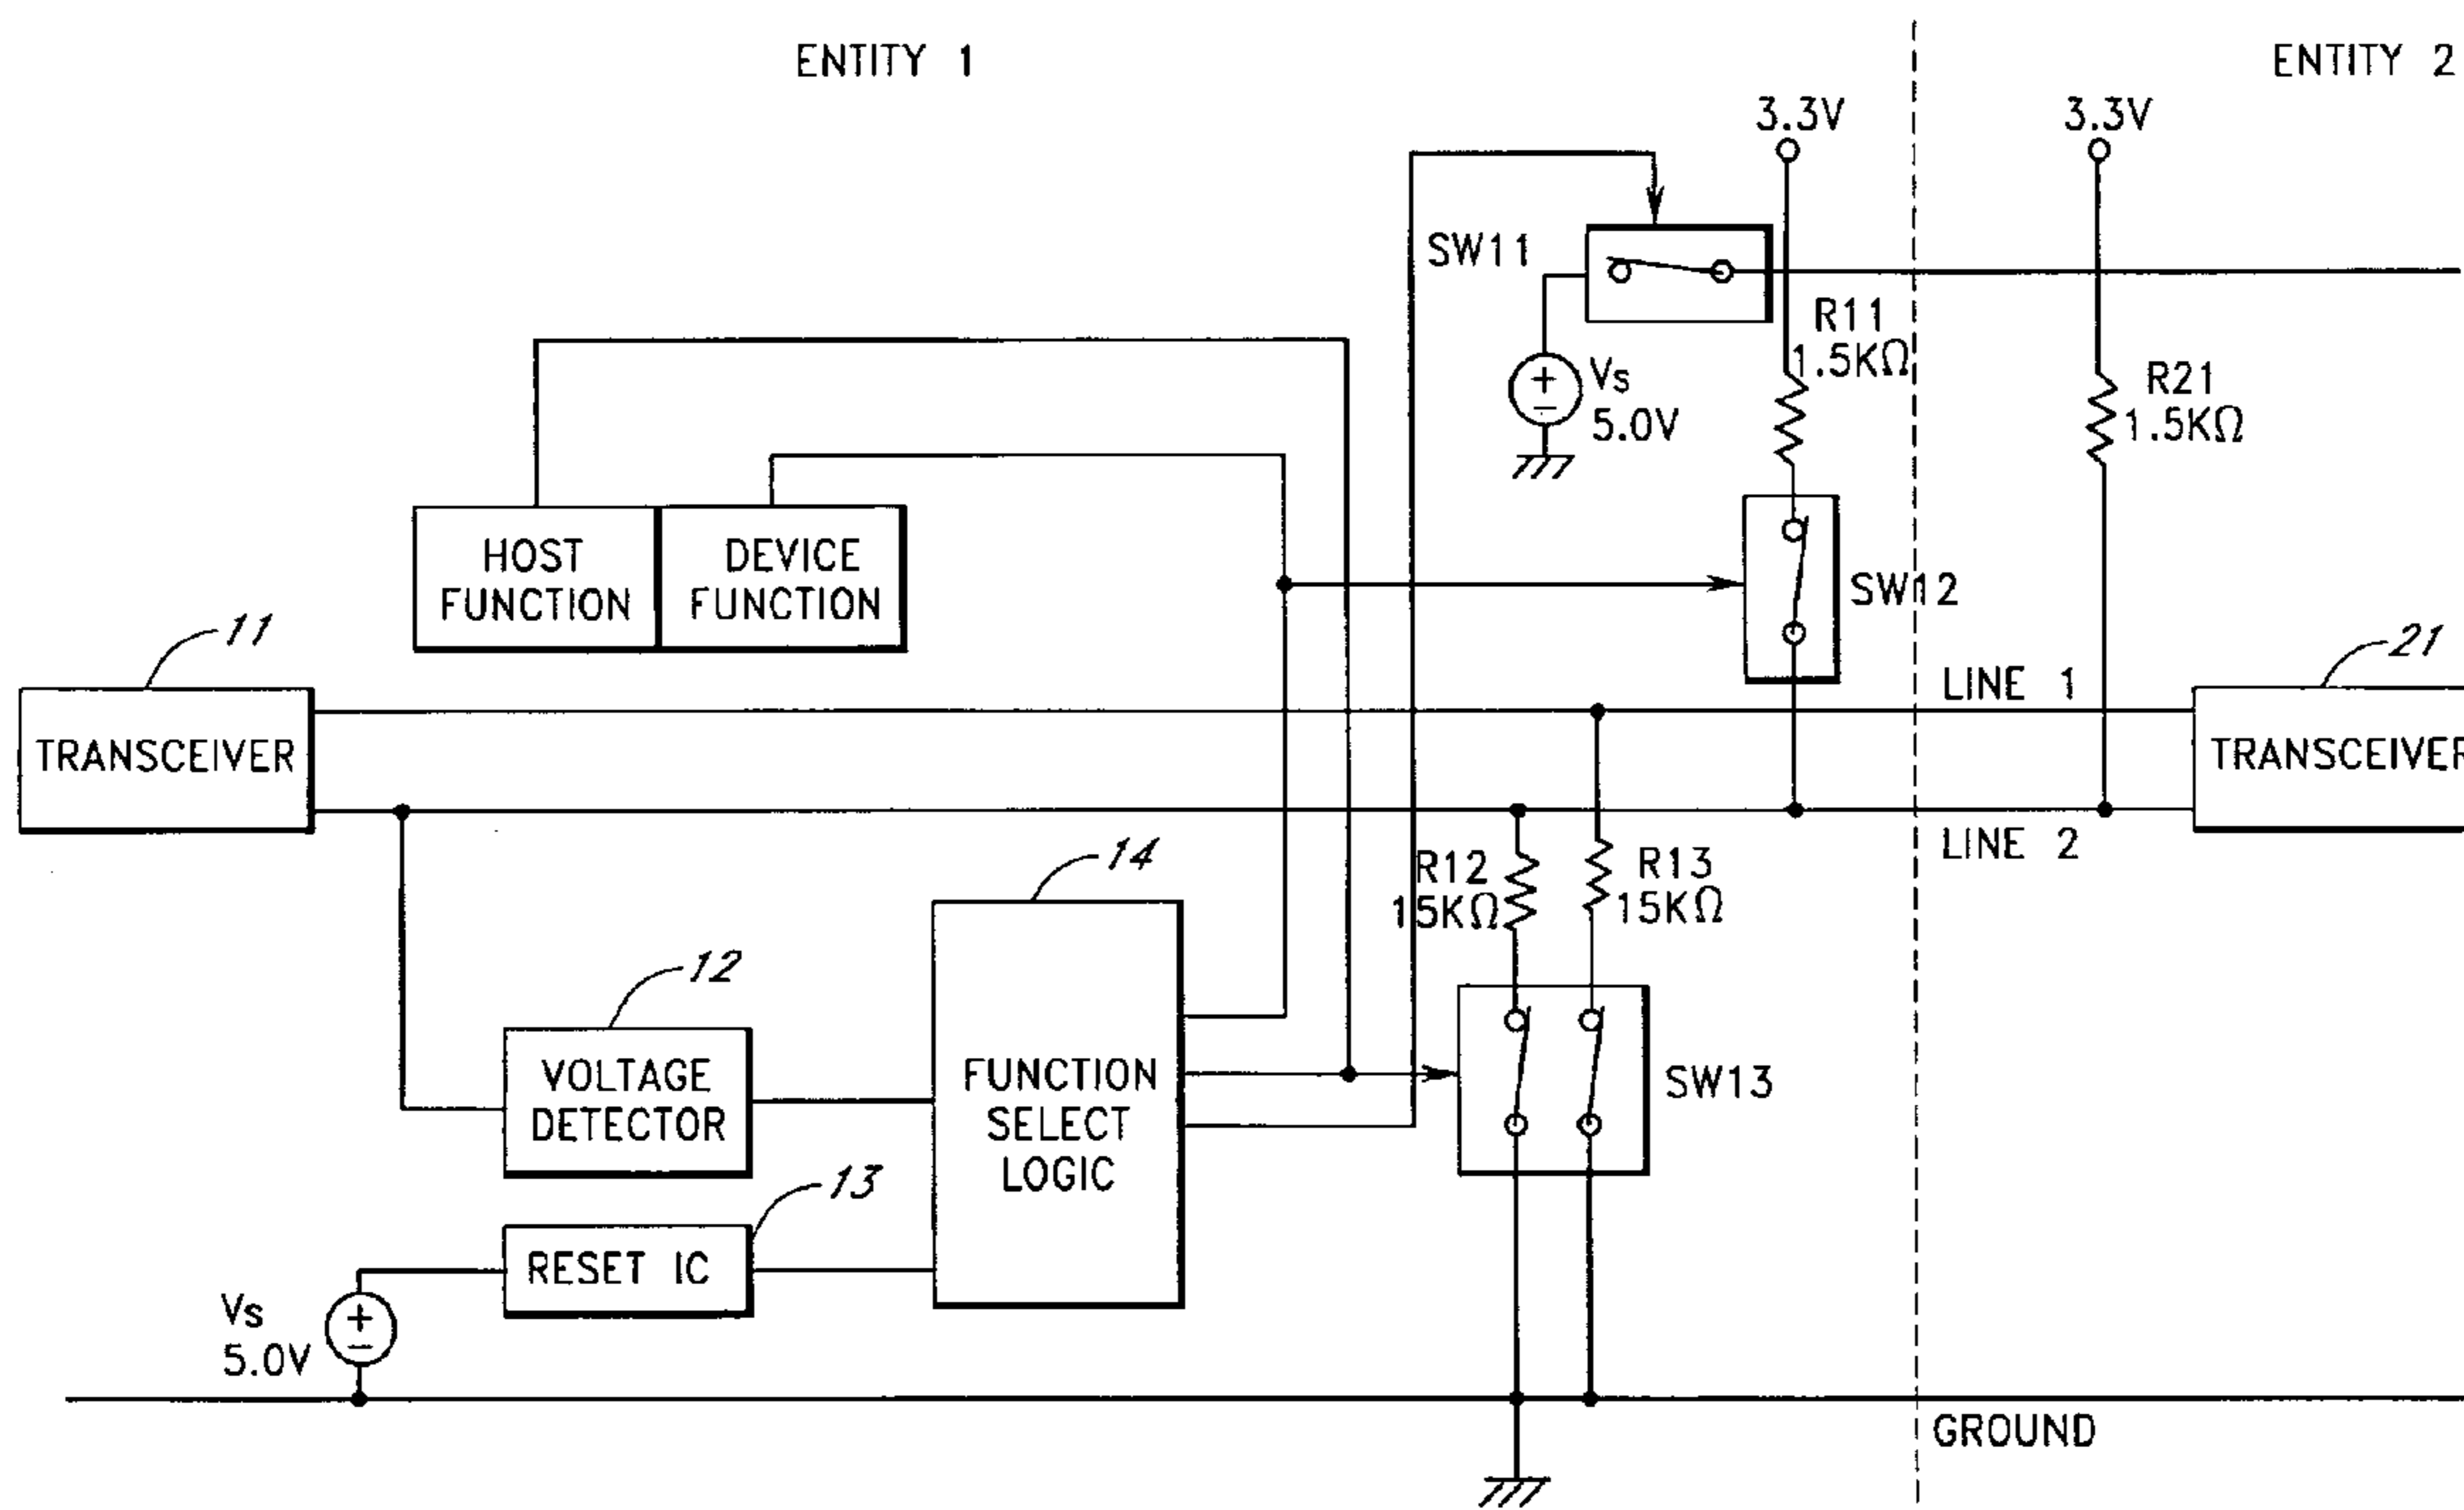 ENTITY 1
ENTITY 2
3.3V
3.3V
SW11
R11
1.5KΩ
Vs
5.0V
R21
1.5KΩ
HOST
FUNCTION
DEVICE
FUNCTION
SW12
11
21
LINE 1
TRANSCEIVER
TRANSCEIVER
LINE 2
14
R12
15KΩ
R13
15KΩ
12
VOLTAGE
DETECTOR
FUNCTION
SELECT
LOGIC
SW13
13
RESET IC
Vs
5.0V
GROUND